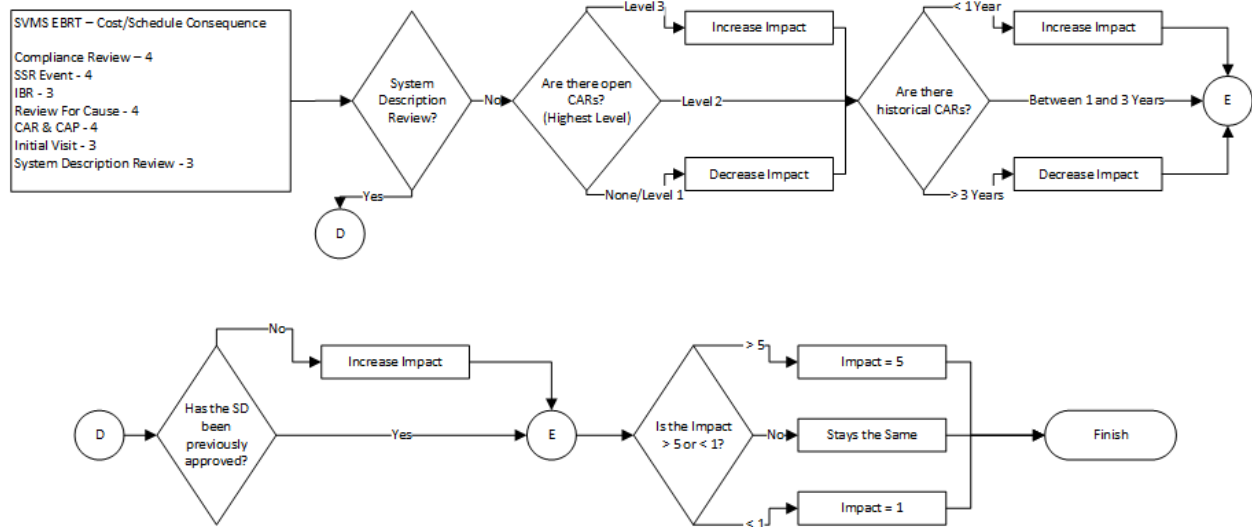 SVMS EBRT – Cost/Schedule Consequence
Compliance Review – 4
SSR Event - 4
IBR - 3
Review For Cause - 4
CAR & CAP - 4
Initial Visit - 3
System Description Review - 3
System
Description
Review?
Yes
D
No
Are there open
CARs?
(Highest Level)
Level 3
Increase Impact
Level 2
None/Level 1
Decrease Impact
Are there
historical CARs?
< 1 Year
Increase Impact
Between 1 and 3 Years
> 3 Years
Decrease Impact
E
D
Has the SD
been
previously
approved?
No
Increase Impact
Yes
E
Is the Impact
> 5 or < 1?
> 5
Impact = 5
No
Stays the Same
< 1
Impact = 1
Finish